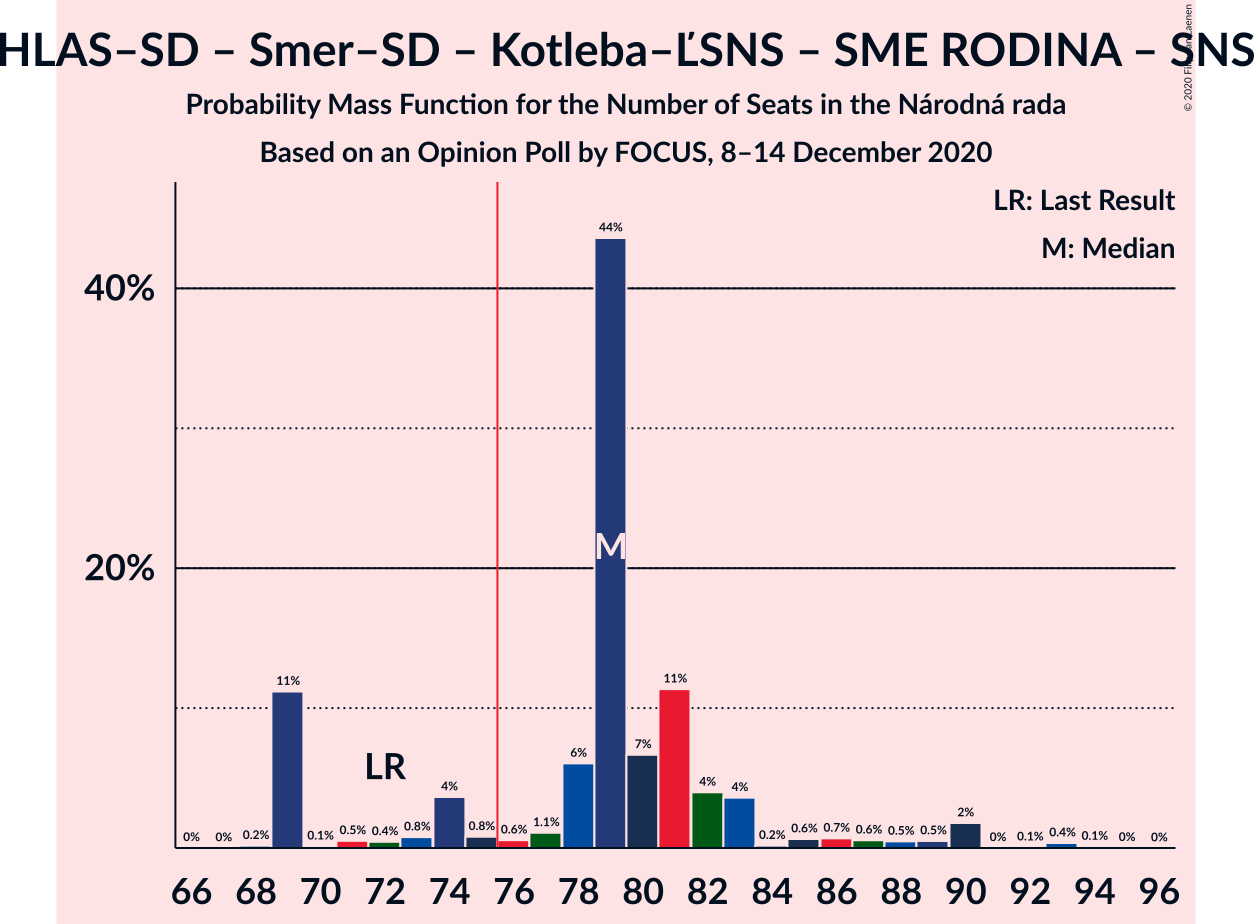 HLAS–SD – Smer–SD – Kotleba–ĽSNS – SME RODINA – SNS
Probability Mass Function for the Number of Seats in the Národná rada
Based on an Opinion Poll by FOCUS, 8–14 December 2020
LR: Last Result
M: Median
44%
40%
M
20%
11%
11%
LR
7%
6%
4%
4%
4%
2%
0% 0% 0.2% 0.1% 0.5% 0.4% 0.8% 0.8% 0.6% 1.1% 0.2% 0.6% 0.7% 0.6% 0.5% 0.5% 0% 0.1% 0.4% 0.1% 0% 0%
66 68 70 72 74 76 78 80 82 84 86 88 90 92 94 96
© 2020